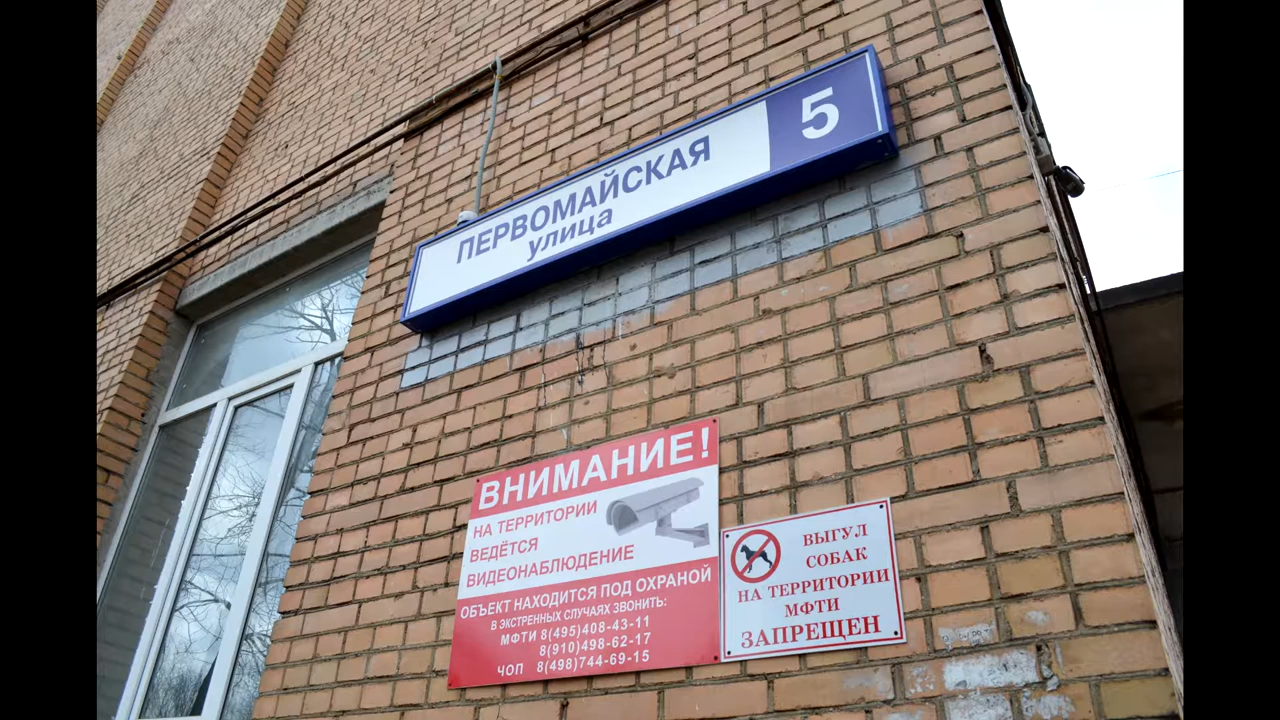 ПЕРВОМАЙСКАЯ
улица
5
ВНИМАНИЕ!
НА ТЕРРИТОРИИ
ВЕДЁТСЯ
ВИДЕОНАБЛЮДЕНИЕ
ОБЪЕКТ НАХОДИТСЯ ПОД ОХРАНОЙ
В ЭКСТРЕННЫХ СЛУЧАЯХ ЗВОНИТЬ:
МФТИ 8(495)408-43-11
8(910)498-62-17
ЧОП 8(498)744-69-15
ВЫГУЛ
СОБАК
НА ТЕРРИТОРИИ
МФТИ
ЗАПРЕЩЕН